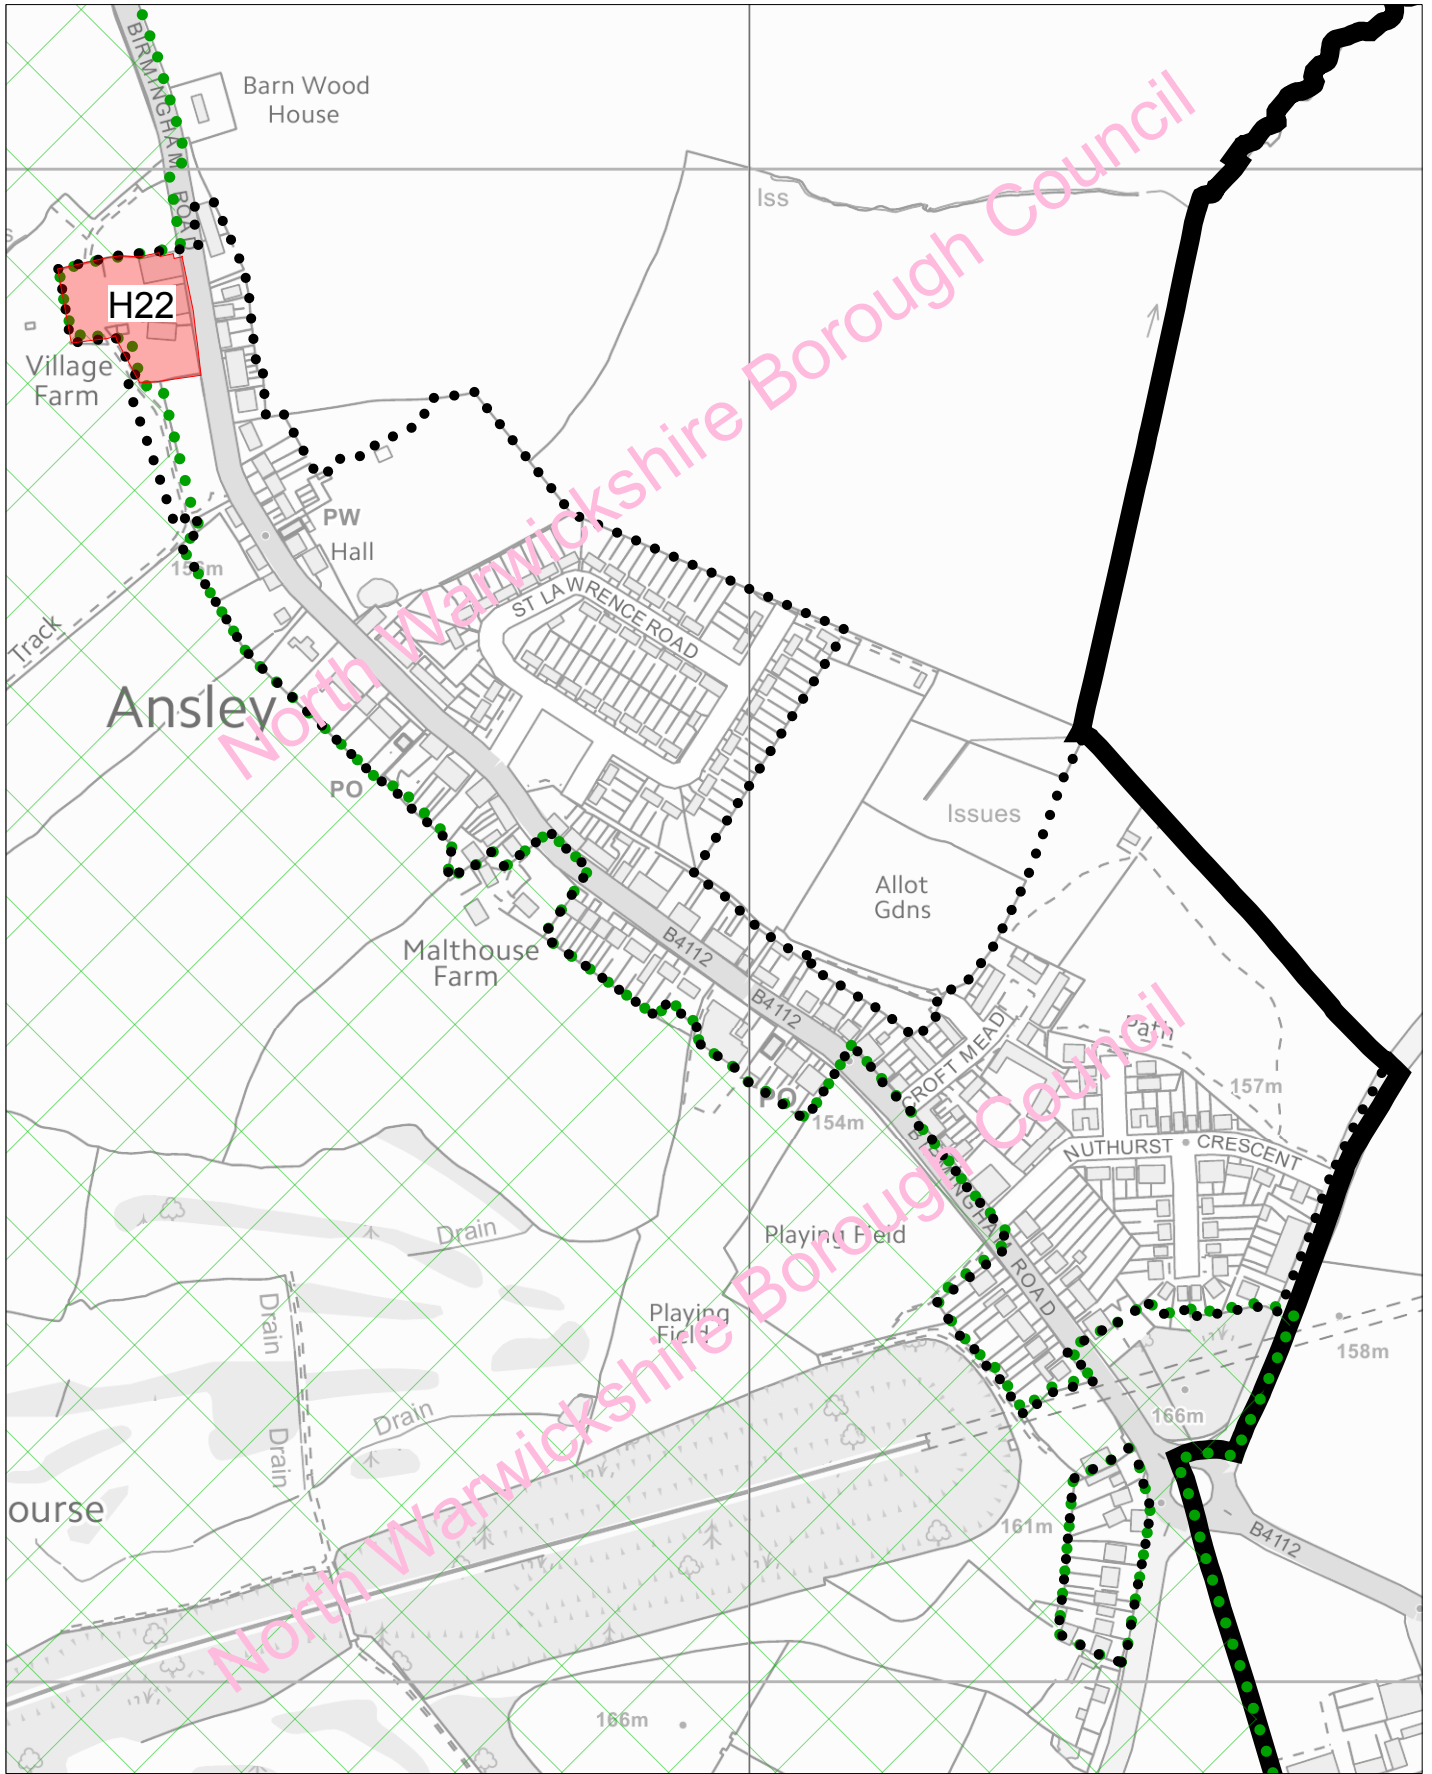 BIRMINGHAM ROAD
Barn Wood
House
Iss
H22
Village
Farm
PW
Hall
ST LAWRENCE ROAD
Track
Ansley
PO
Issues
Allot
Gdns
Malthouse
Farm
B4112
B4112
CROFT MEAD
Path
157m
PO
154m
NUTHURST CRESCENT
BIRMINGHAM ROAD
Playing Field
Drain
Playing
Field
Drain
158m
Drain
166m
Drain
ourse
161m
B4112
166m
North Warwickshire Borough Council
North Warwickshire Borough Council